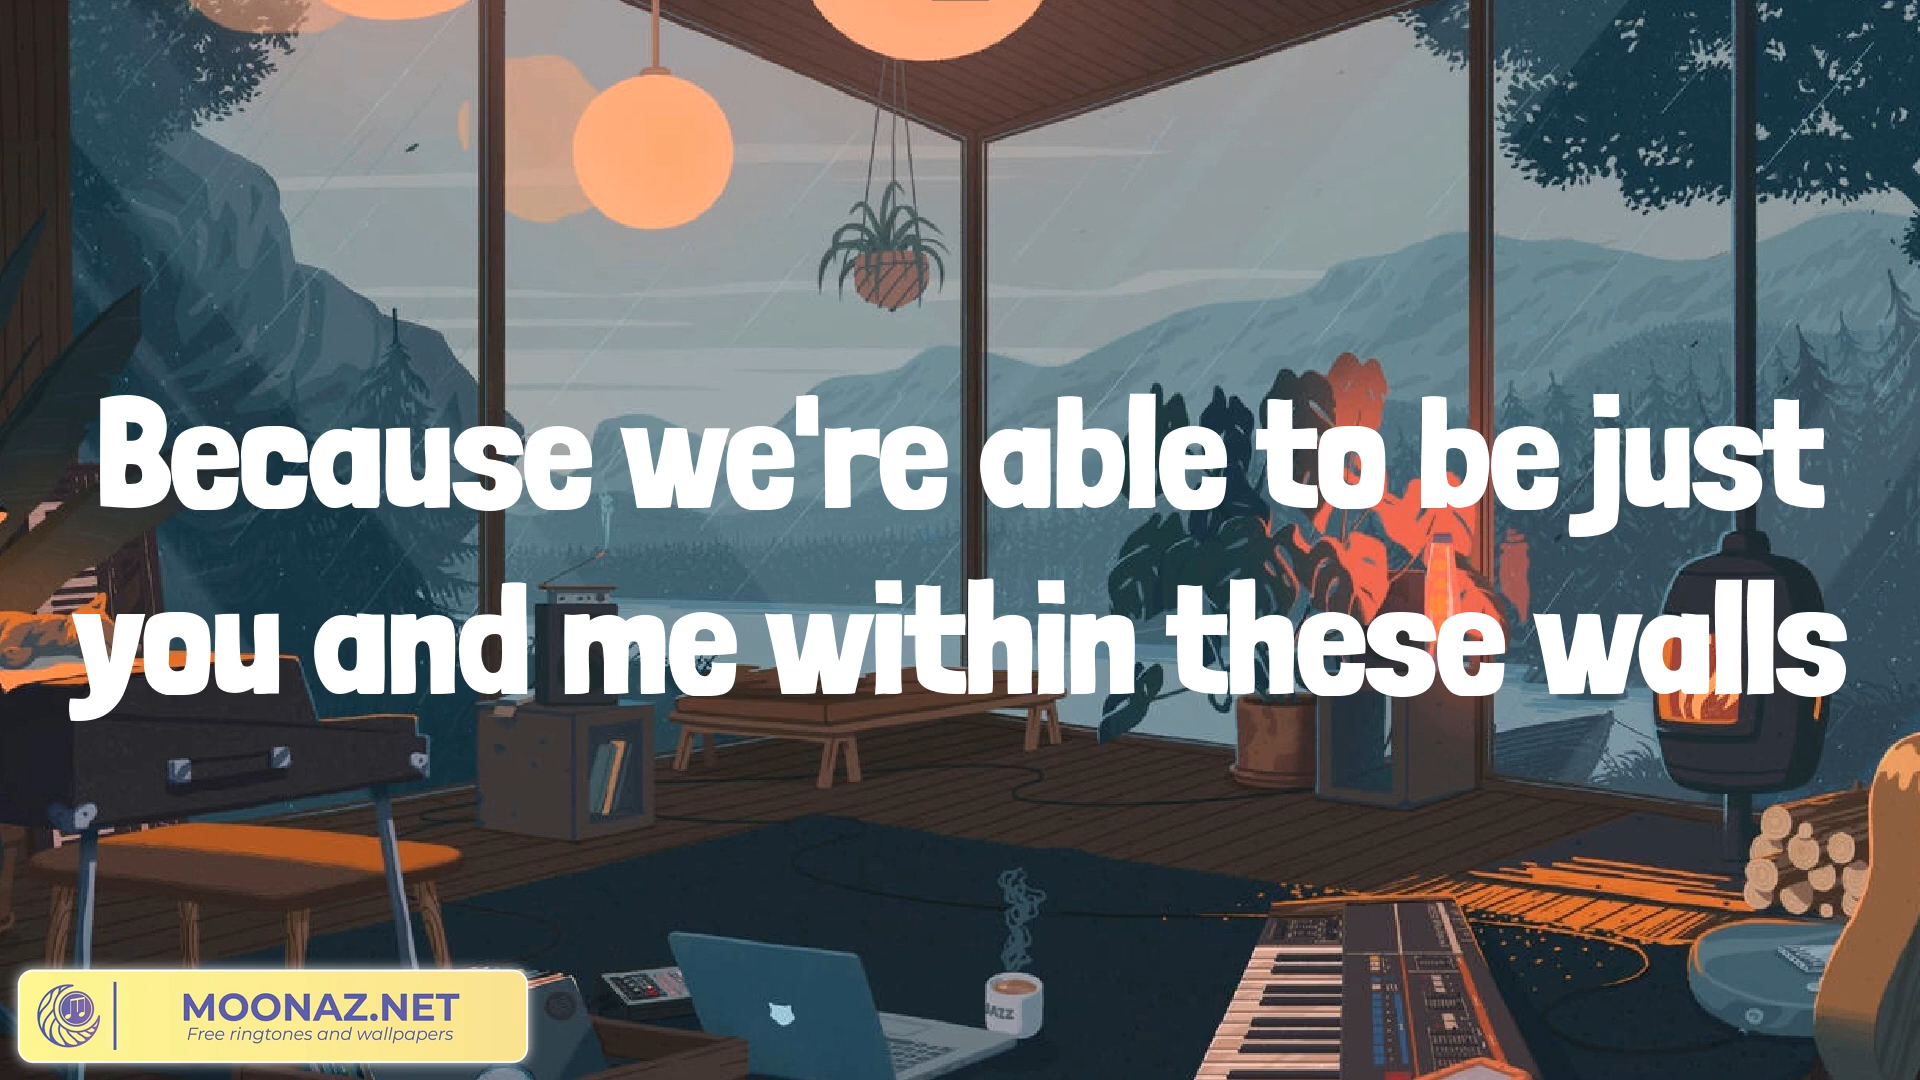 Because we're able to be just
you and me within these walls
JAZZ
MOONAZ.NET
Free ringtones and wallpapers